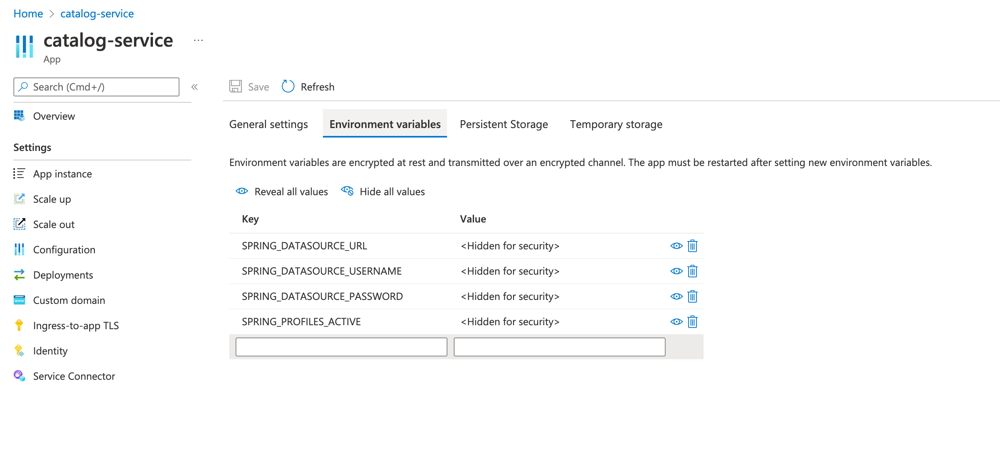 Home > catalog-service
catalog-service ...
App
Search (Cmd+/) «
Overview
Settings
App instance
Scale up
Scale out
Configuration
Deployments
www Custom domain
Ingress-to-app TLS
Identity
Service Connector
Save Refresh
General settings Environment variables Persistent Storage Temporary storage
Environment variables are encrypted at rest and transmitted over an encrypted channel. The app must be restarted after setting new environment variables.
Reveal all values Hide all values
Key Value
SPRING_DATASOURCE_URL <Hidden for security>
SPRING_DATASOURCE_USERNAME <Hidden for security>
SPRING_DATASOURCE_PASSWORD <Hidden for security>
SPRING_PROFILES_ACTIVE <Hidden for security>